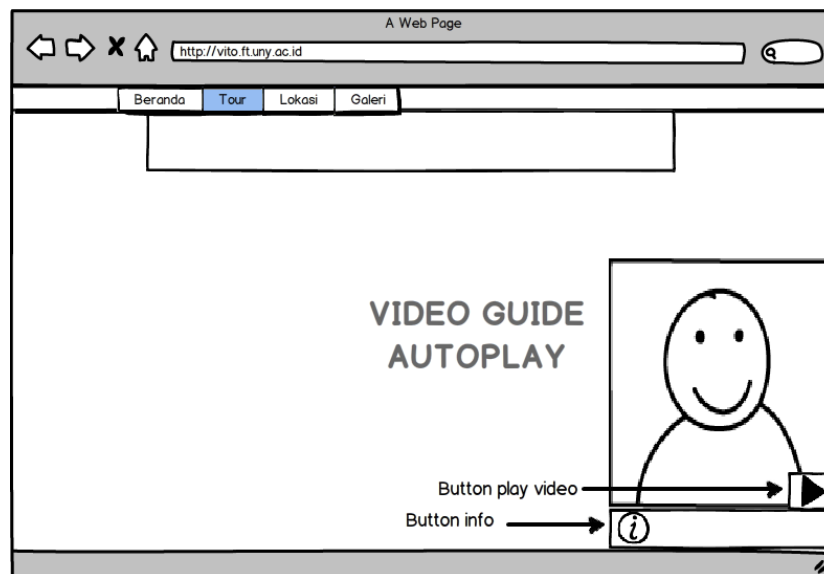 A Web Page
http://vito.ft.uny.ac.id
Beranda Tour Lokasi Galeri
VIDEO GUIDE
AUTOPLAY
Button play video
Button info
i